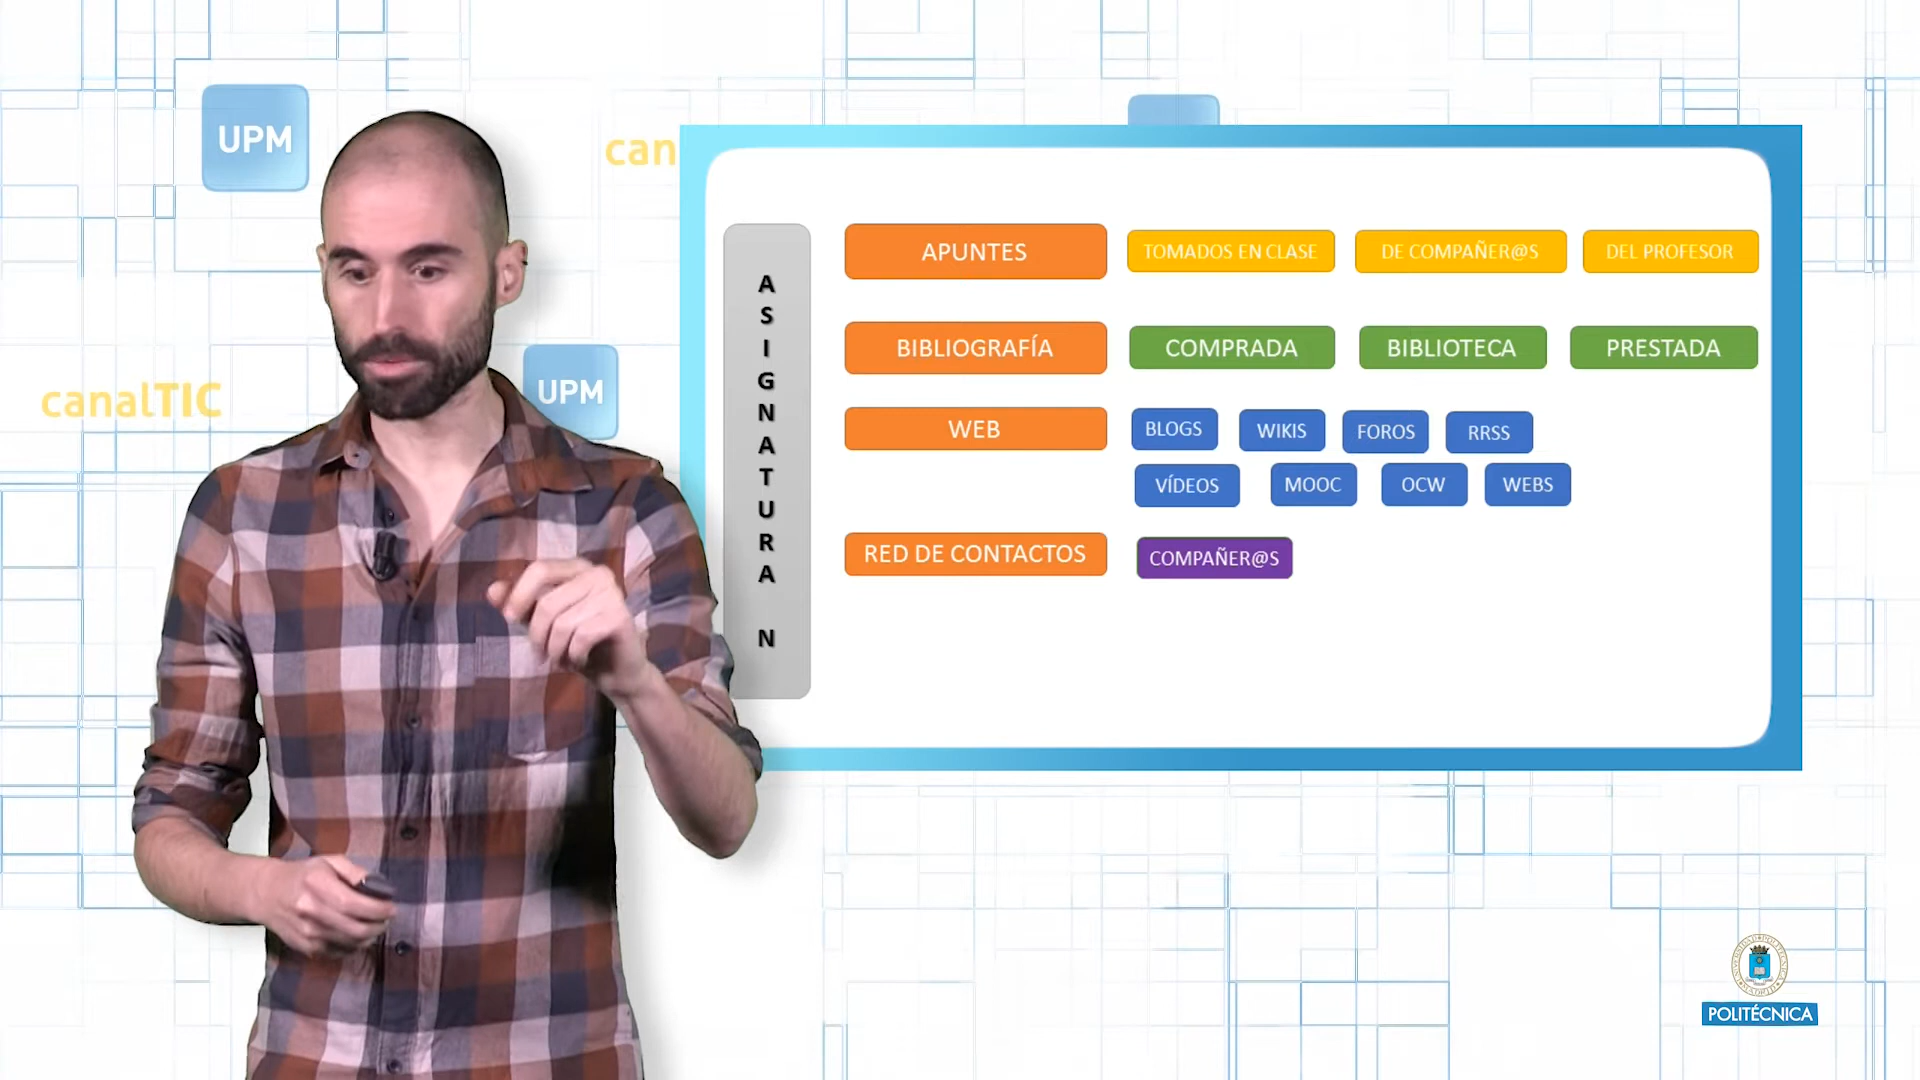 UPM
can
canalTIC
UPM
ASIGNATURA N
APUNTES
TOMADOS EN CLASE
DE COMPAÑER@S
DEL PROFESOR
BIBLIOGRAFÍA
COMPRADA
BIBLIOTECA
PRESTADA
WEB
BLOGS
WIKIS
FOROS
RRSS
VÍDEOS
MOOC
OCW
WEBS
RED DE CONTACTOS
COMPAÑER@S
POLITÉCNICA